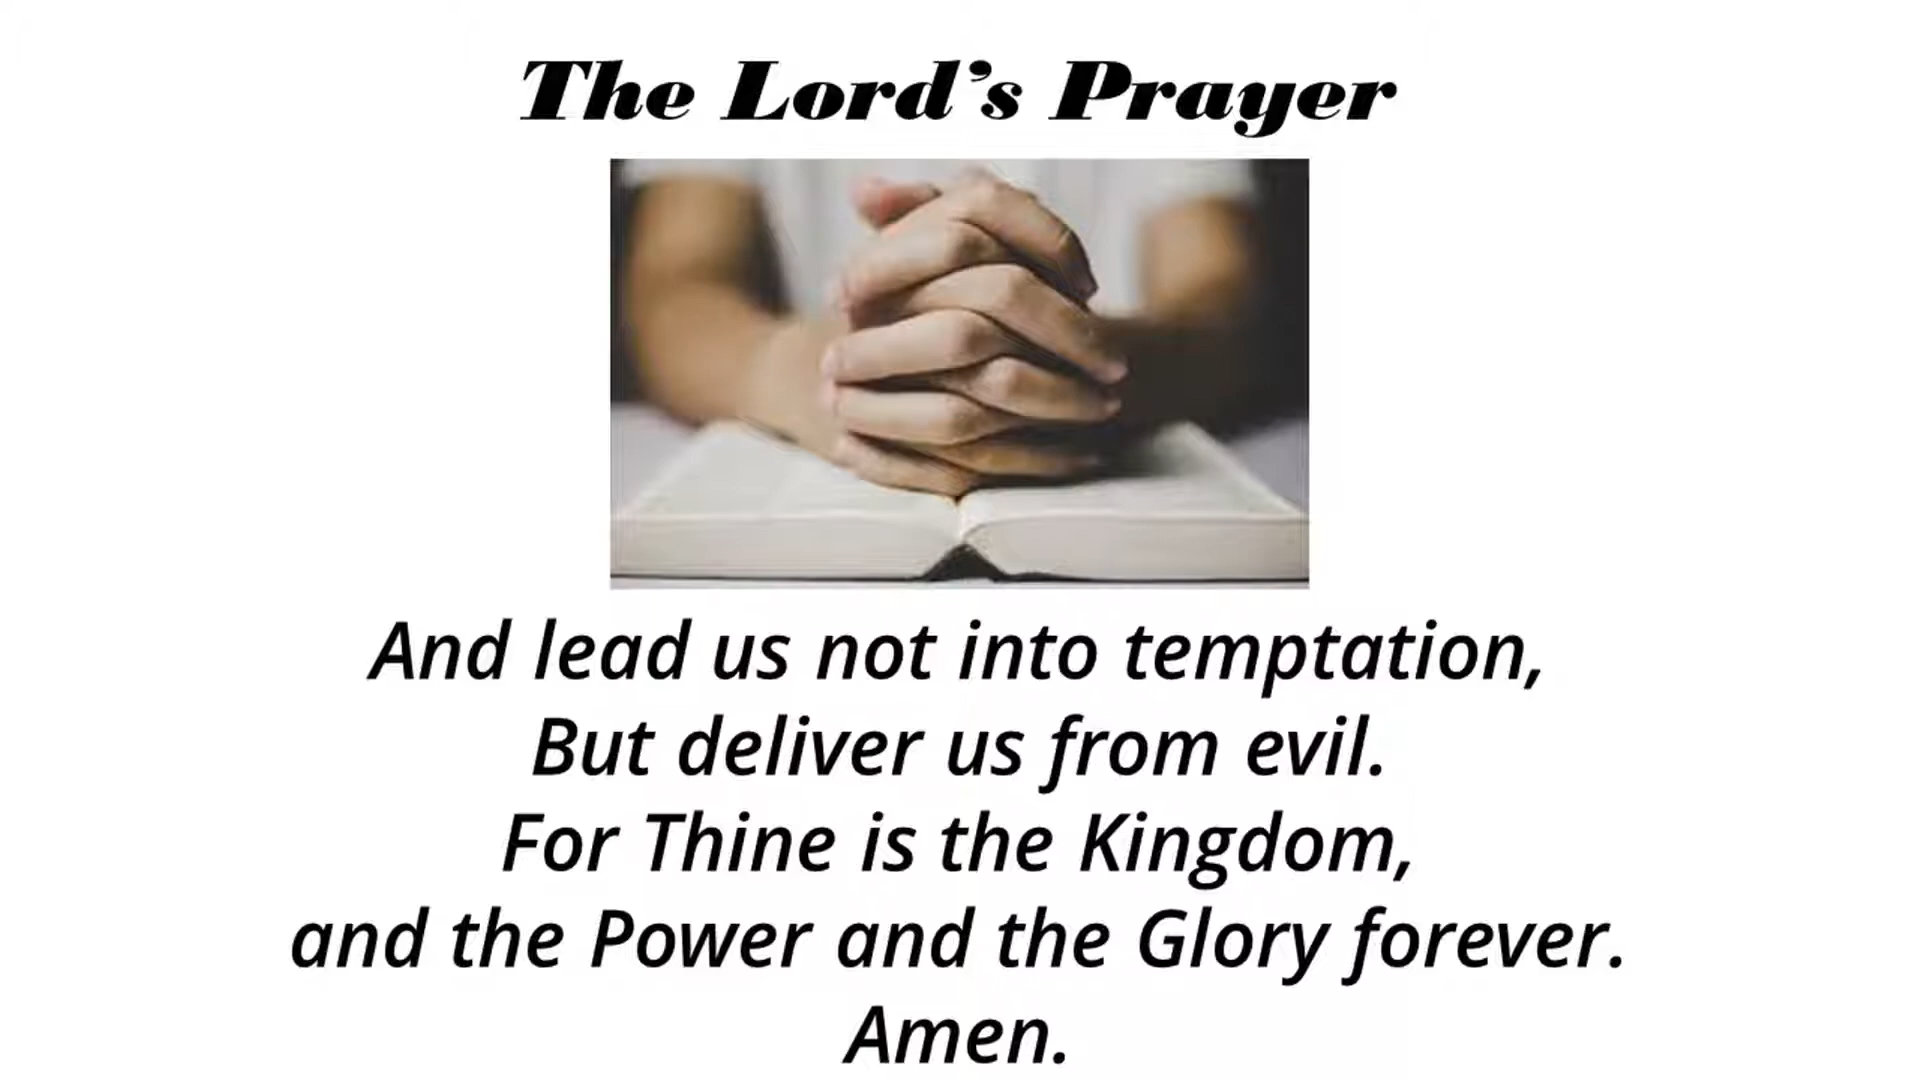 The Lord’s Prayer
And lead us not into temptation,
But deliver us from evil.
For Thine is the Kingdom,
and the Power and the Glory forever.
Amen.